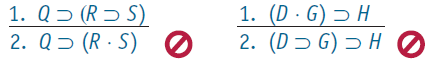 1. Q ⊃ (R ⊃ S)
2. Q ⊃ (R · S)
1. (D · G) ⊃ H
2. (D ⊃ G) ⊃ H